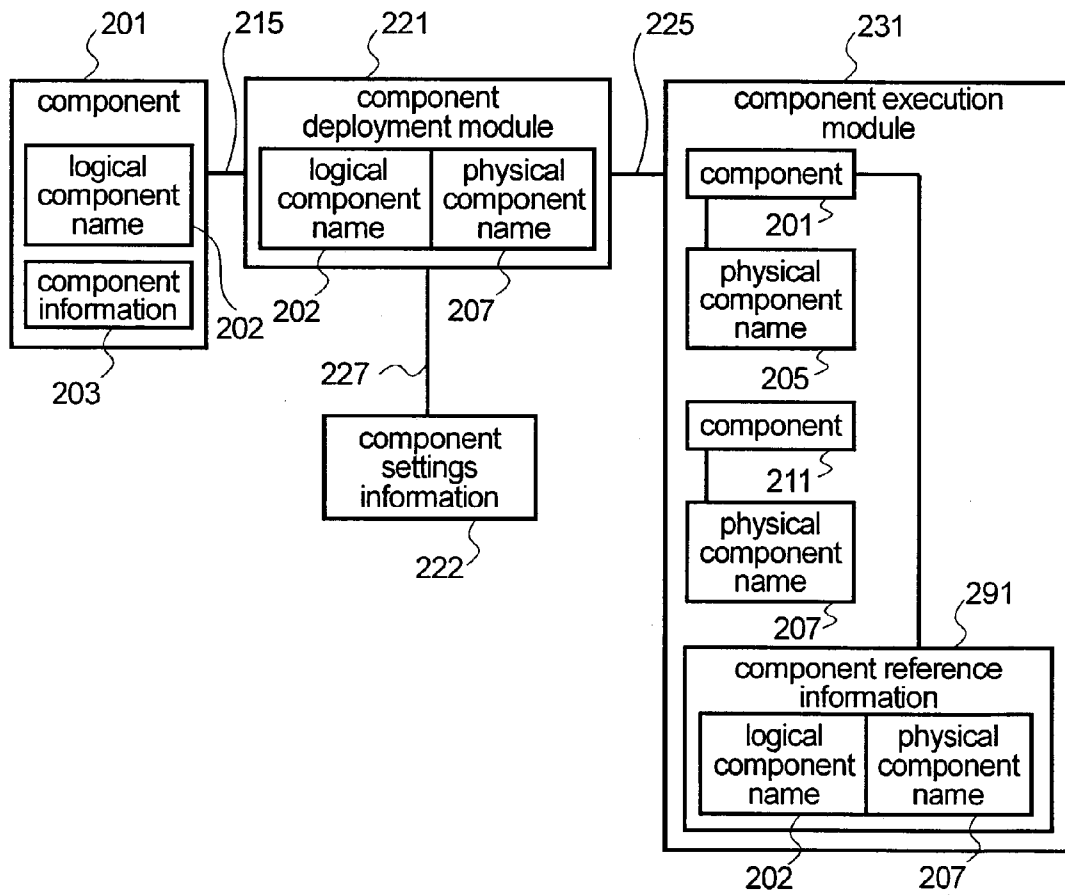 201
215
221
225
231
component
logical
component
name
component
information
202
203
component
deployment module
logical
component
name
physical
component
name
202
207
227
component
settings
information
222
component execution
module
component
201
physical
component
name
205
component
211
physical
component
name
207
291
component reference
information
logical
component
name
physical
component
name
202
207